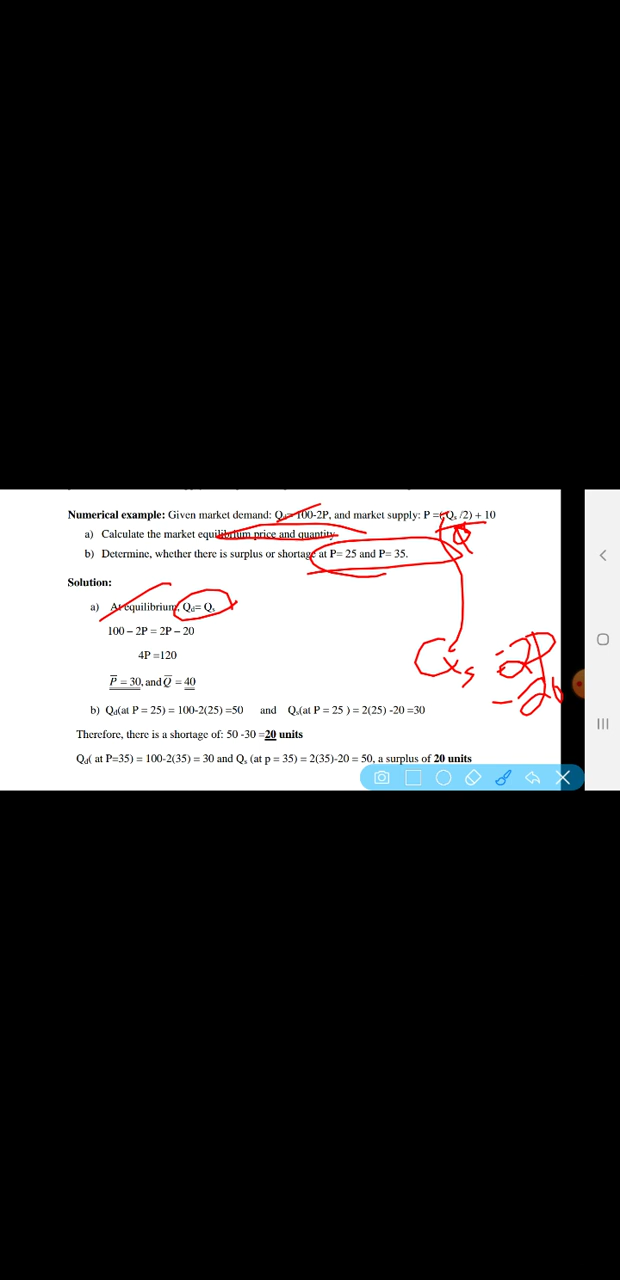 Numerical example: Given market demand: Qd= 100-2P, and market supply: P =( Qs /2) + 10
a) Calculate the market equilibrium price and quantity
b) Determine, whether there is surplus or shortage at P= 25 and P= 35.
Solution:
a) At equilibrium, Qd= Qs
100 – 2P = 2P – 20
4P =120
P̅ = 30, and Q̅ = 40
Qs =2P
-20
b) Qd(at P = 25) = 100-2(25) =50 and Qs(at P = 25 ) = 2(25) -20 =30
Therefore, there is a shortage of: 50 -30 =20 units
Qd( at P=35) = 100-2(35) = 30 and Qs (at p = 35) = 2(35)-20 = 50, a surplus of 20 units